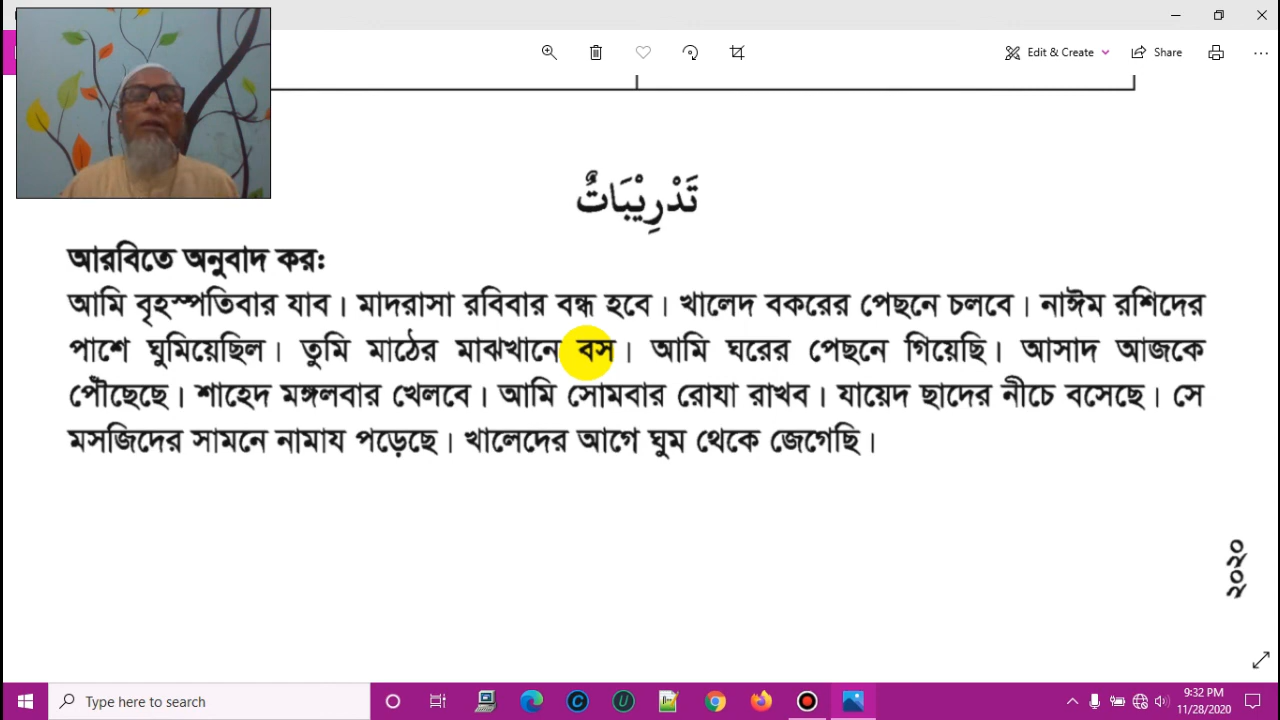 Edit & Create
Share
تَدْرِيْبَاتٌ
আরবিতে অনুবাদ কর:
আমি বৃহস্পতিবার যাব। মাদরাসা রবিবার বন্ধ হবে। খালেদ বকরের পেছনে চলবে। নাঈম রশিদের
পাশে ঘুমিয়েছিল। তুমি মাঠের মাঝখানে বস। আমি ঘরের পেছনে গিয়েছি। আসাদ আজকে
পৌঁছেছে। শাহেদ মঙ্গলবার খেলবে। আমি সোমবার রোযা রাখব। যায়েদ ছাদের নীচে বসেছে। সে
মসজিদের সামনে নামায পড়েছে। খালেদের আগে ঘুম থেকে জেগেছি।
২০২০
Type here to search
9:32 PM
11/28/2020